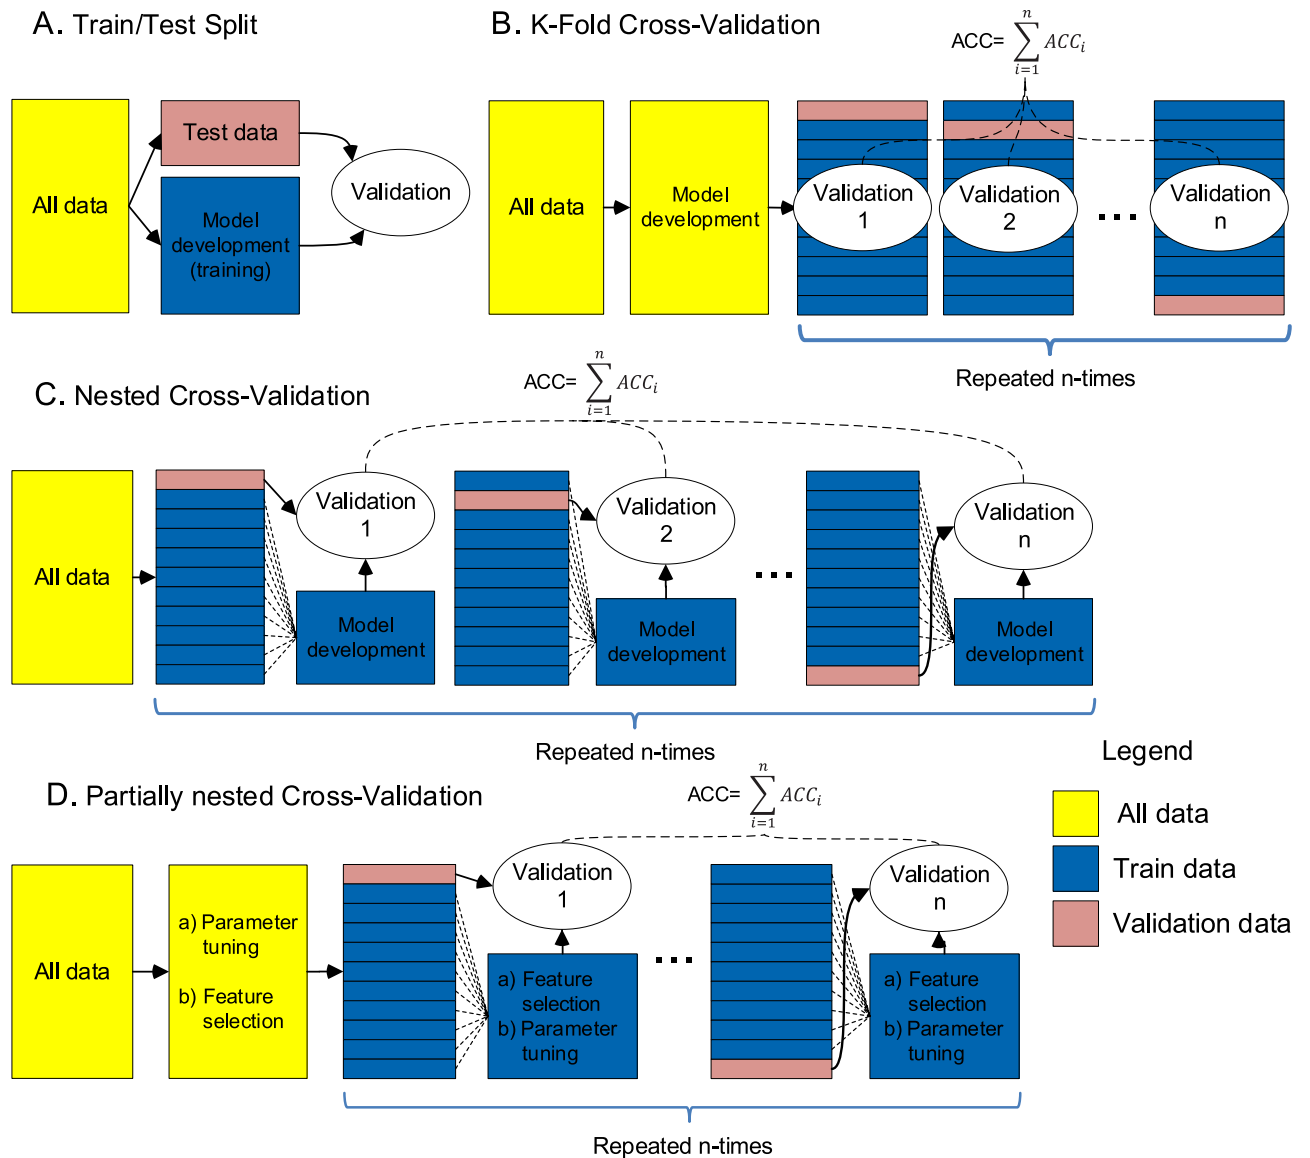 A. Train/Test Split
All data
Test data
Model
development
(training)
Validation
B. K-Fold Cross-Validation
ACC= \sum_{i=1}^{n} ACC_i
All data
Model
development
Validation
1
Validation
2
...
Validation
n
Repeated n-times
C. Nested Cross-Validation
ACC= \sum_{i=1}^{n} ACC_i
All data
Validation
1
Model
development
Validation
2
Model
development
...
Validation
n
Model
development
Repeated n-times
D. Partially nested Cross-Validation
ACC= \sum_{i=1}^{n} ACC_i
All data
a) Parameter
tuning
b) Feature
selection
Validation
1
a) Feature
selection
b) Parameter
tuning
...
Validation
n
a) Feature
selection
b) Parameter
tuning
Repeated n-times
Legend
All data
Train data
Validation data